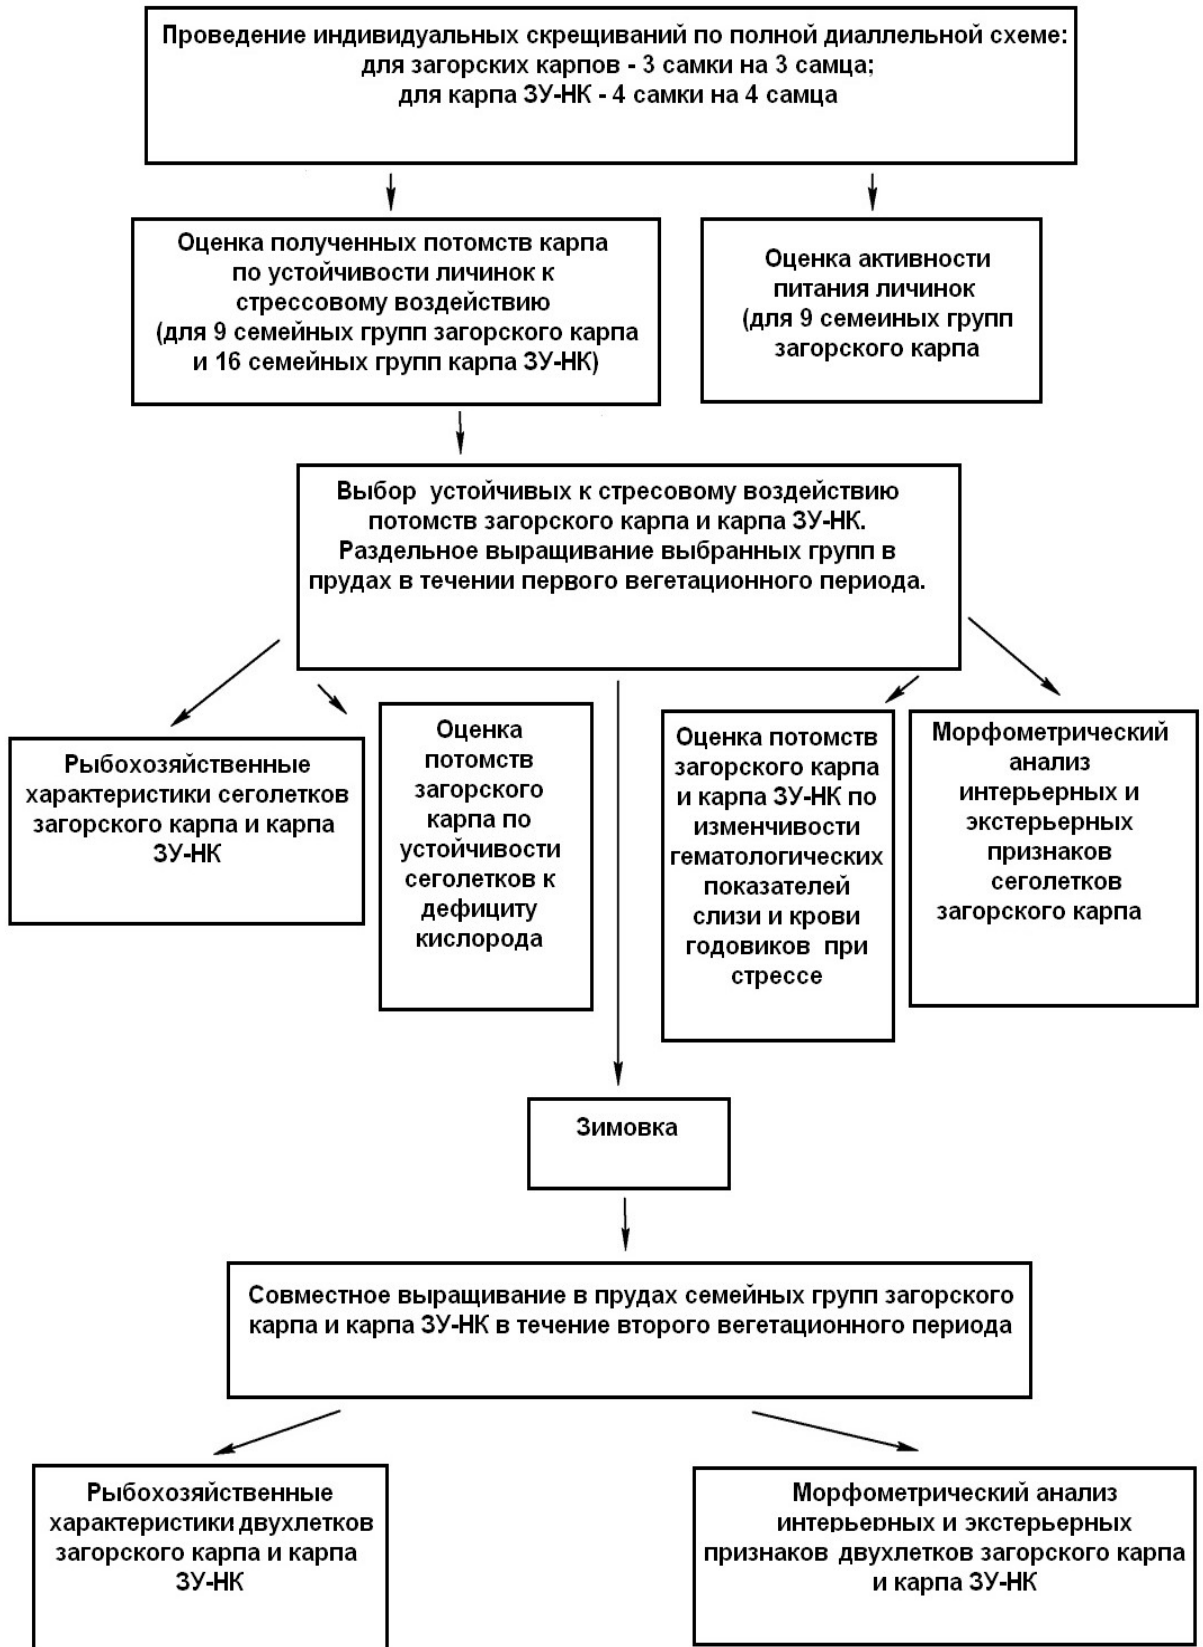 Проведение индивидуальных скрещиваний по полной диаллельной схеме:
для загорских карпов - 3 самки на 3 самца;
для карпа ЗУ-НК - 4 самки на 4 самца
Оценка полученных потомств карпа
по устойчивости личинок к
стрессовому воздействию
(для 9 семейных групп загорского карпа
и 16 семейных групп карпа ЗУ-НК)
Оценка активности
питания личинок
(для 9 семеиных групп
загорского карпа
Выбор устойчивых к стресовому воздействию
потомств загорского карпа и карпа ЗУ-НК.
Раздельное выращивание выбранных групп в
прудах в течении первого вегетационного периода.
Рыбохозяйственные
характеристики сеголетков
загорского карпа и карпа
ЗУ-НК
Оценка
потомств
загорского
карпа по
устойчивости
сеголетков к
дефициту
кислорода
Оценка потомств
загорского карпа
и карпа ЗУ-НК по
изменчивости
гематологических
показателей
слизи и крови
годовиков при
стрессе
Морфометрический
анализ
интерьерных и
экстерьерных
признаков
сеголетков
загорского карпа
Зимовка
Совместное выращивание в прудах семейных групп загорского
карпа и карпа ЗУ-НК в течение второго вегетационного периода
Рыбохозяйственные
характеристики двухлетков
загорского карпа и карпа
ЗУ-НК
Морфометрический анализ
интерьерных и экстерьерных
признаков двухлетков загорского карпа
и карпа ЗУ-НК